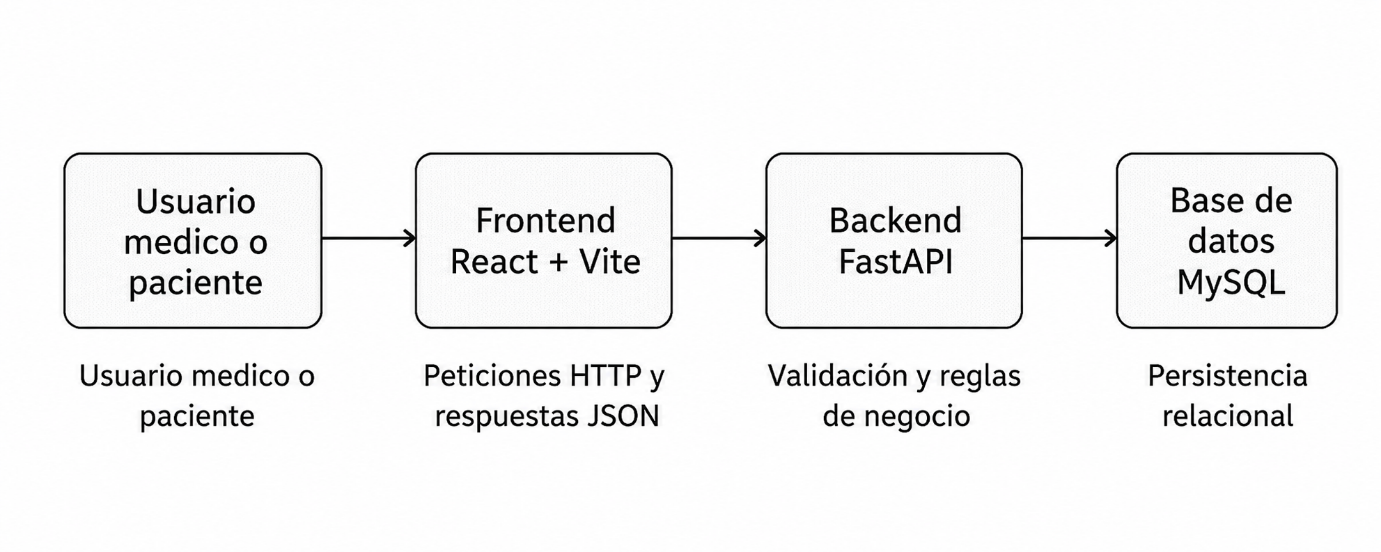 Usuario
medico o
paciente
Frontend
React + Vite
Backend
FastAPI
Base de
datos
MySQL
Usuario medico o
paciente
Peticiones HTTP y
respuestas JSON
Validación y reglas
de negocio
Persistencia
relacional